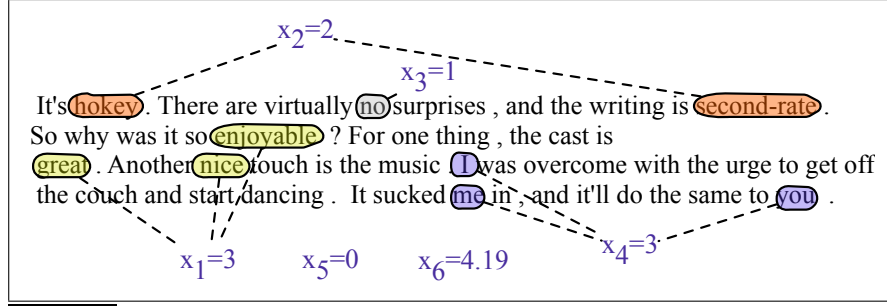 x2=2
x3=1
It's hokey . There are virtually no surprises , and the writing is second-rate .
So why was it so enjoyable ? For one thing , the cast is
great . Another nice touch is the music . I was overcome with the urge to get off
the couch and start dancing . It sucked me in , and it'll do the same to you .
x1=3 x5=0 x6=4.19 x4=3